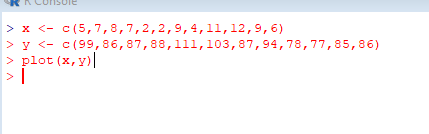 R Console
> x <- c(5,7,8,7,2,2,9,4,11,12,9,6)
> y <- c(99,86,87,88,111,103,87,94,78,77,85,86)
> plot(x,y)
>